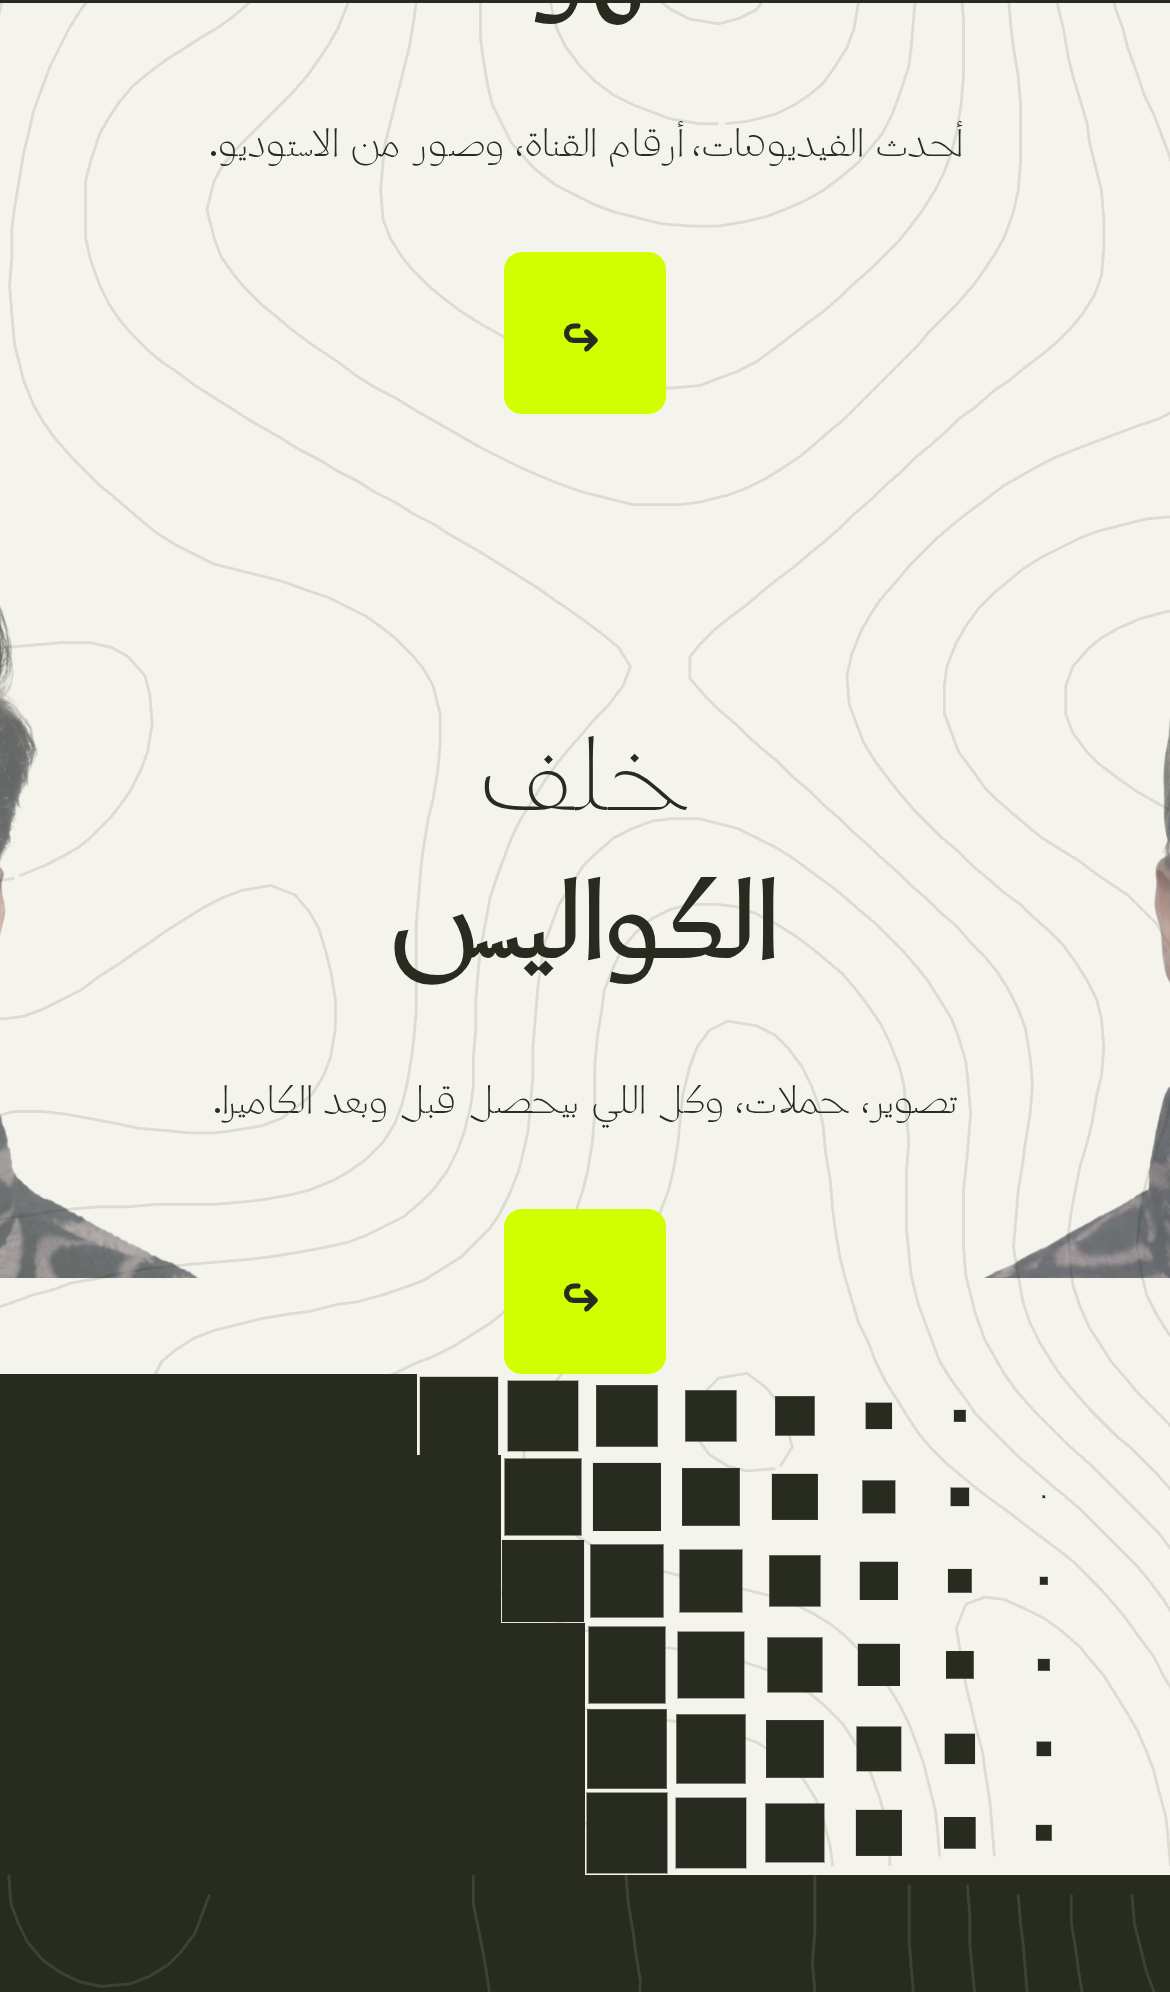 أحدث الفيديوهات، أرقام القناة، وصور من الاستوديو.
خلف
الكواليس
تصوير، حملات، وكل اللي بيحصل قبل وبعد الكاميرا.